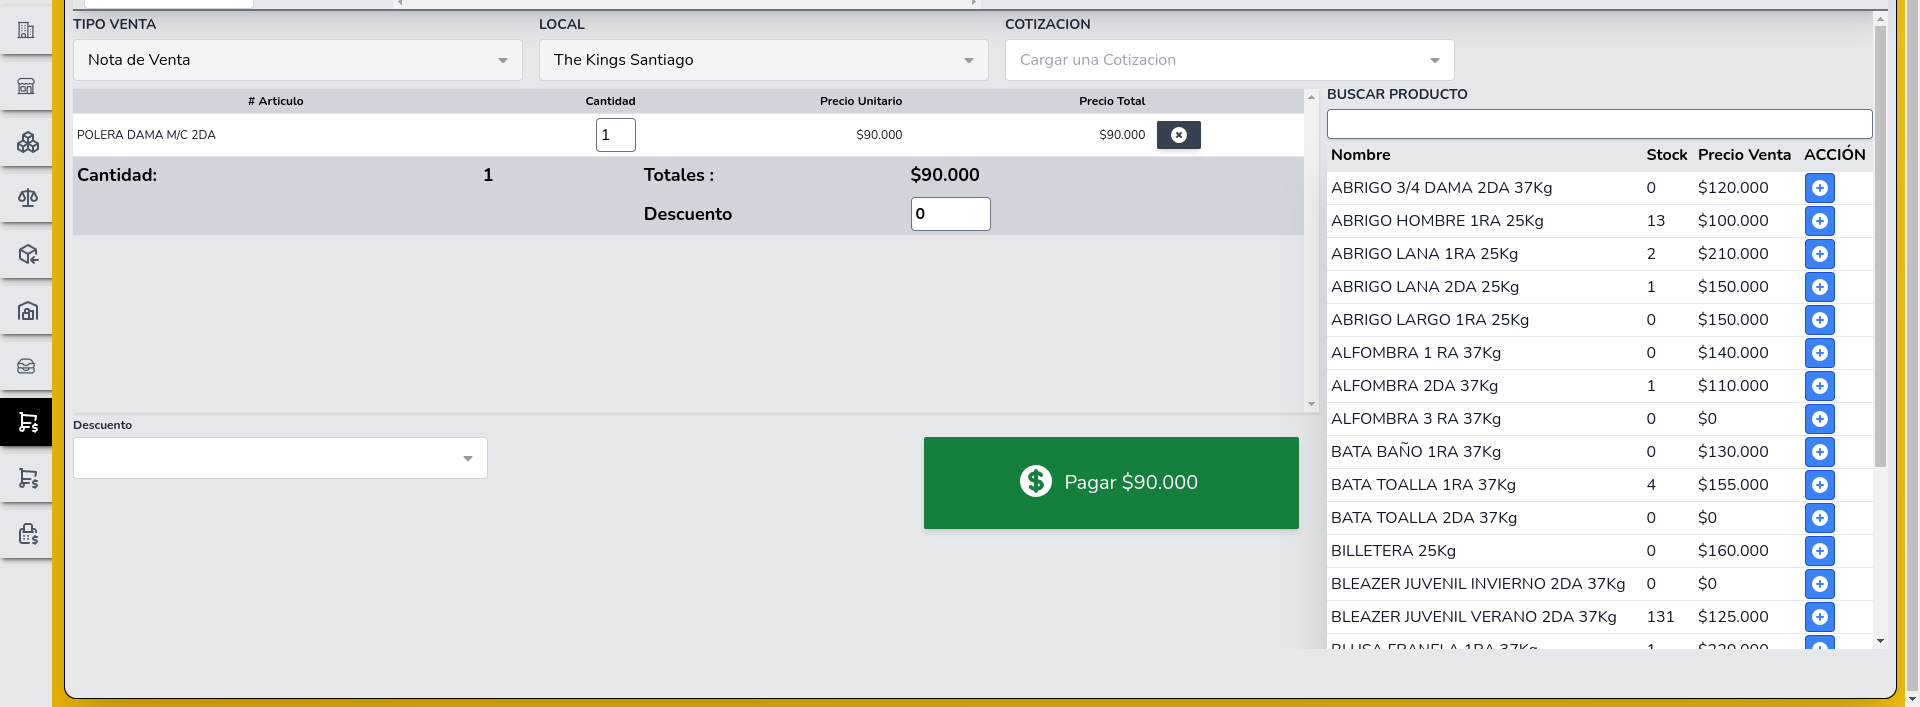 TIPO VENTA
LOCAL
COTIZACION
Nota de Venta
The Kings Santiago
Cargar una Cotizacion
# Articulo Cantidad Precio Unitario Precio Total
POLERA DAMA M/C 2DA 1 $90.000 $90.000
Cantidad: 1 Totales : $90.000
Descuento 0
Descuento
Pagar $90.000
BUSCAR PRODUCTO
Nombre Stock Precio Venta ACCIÓN
ABRIGO 3/4 DAMA 2DA 37Kg 0 $120.000
ABRIGO HOMBRE 1RA 25Kg 13 $100.000
ABRIGO LANA 1RA 25Kg 2 $210.000
ABRIGO LANA 2DA 25Kg 1 $150.000
ABRIGO LARGO 1RA 25Kg 0 $150.000
ALFOMBRA 1 RA 37Kg 0 $140.000
ALFOMBRA 2DA 37Kg 1 $110.000
ALFOMBRA 3 RA 37Kg 0 $0
BATA BAÑO 1RA 37Kg 0 $130.000
BATA TOALLA 1RA 37Kg 4 $155.000
BATA TOALLA 2DA 37Kg 0 $0
BILLETERA 25Kg 0 $160.000
BLEAZER JUVENIL INVIERNO 2DA 37Kg 0 $0
BLEAZER JUVENIL VERANO 2DA 37Kg 131 $125.000
BLUSA FRANELA 1RA 37Kg 1